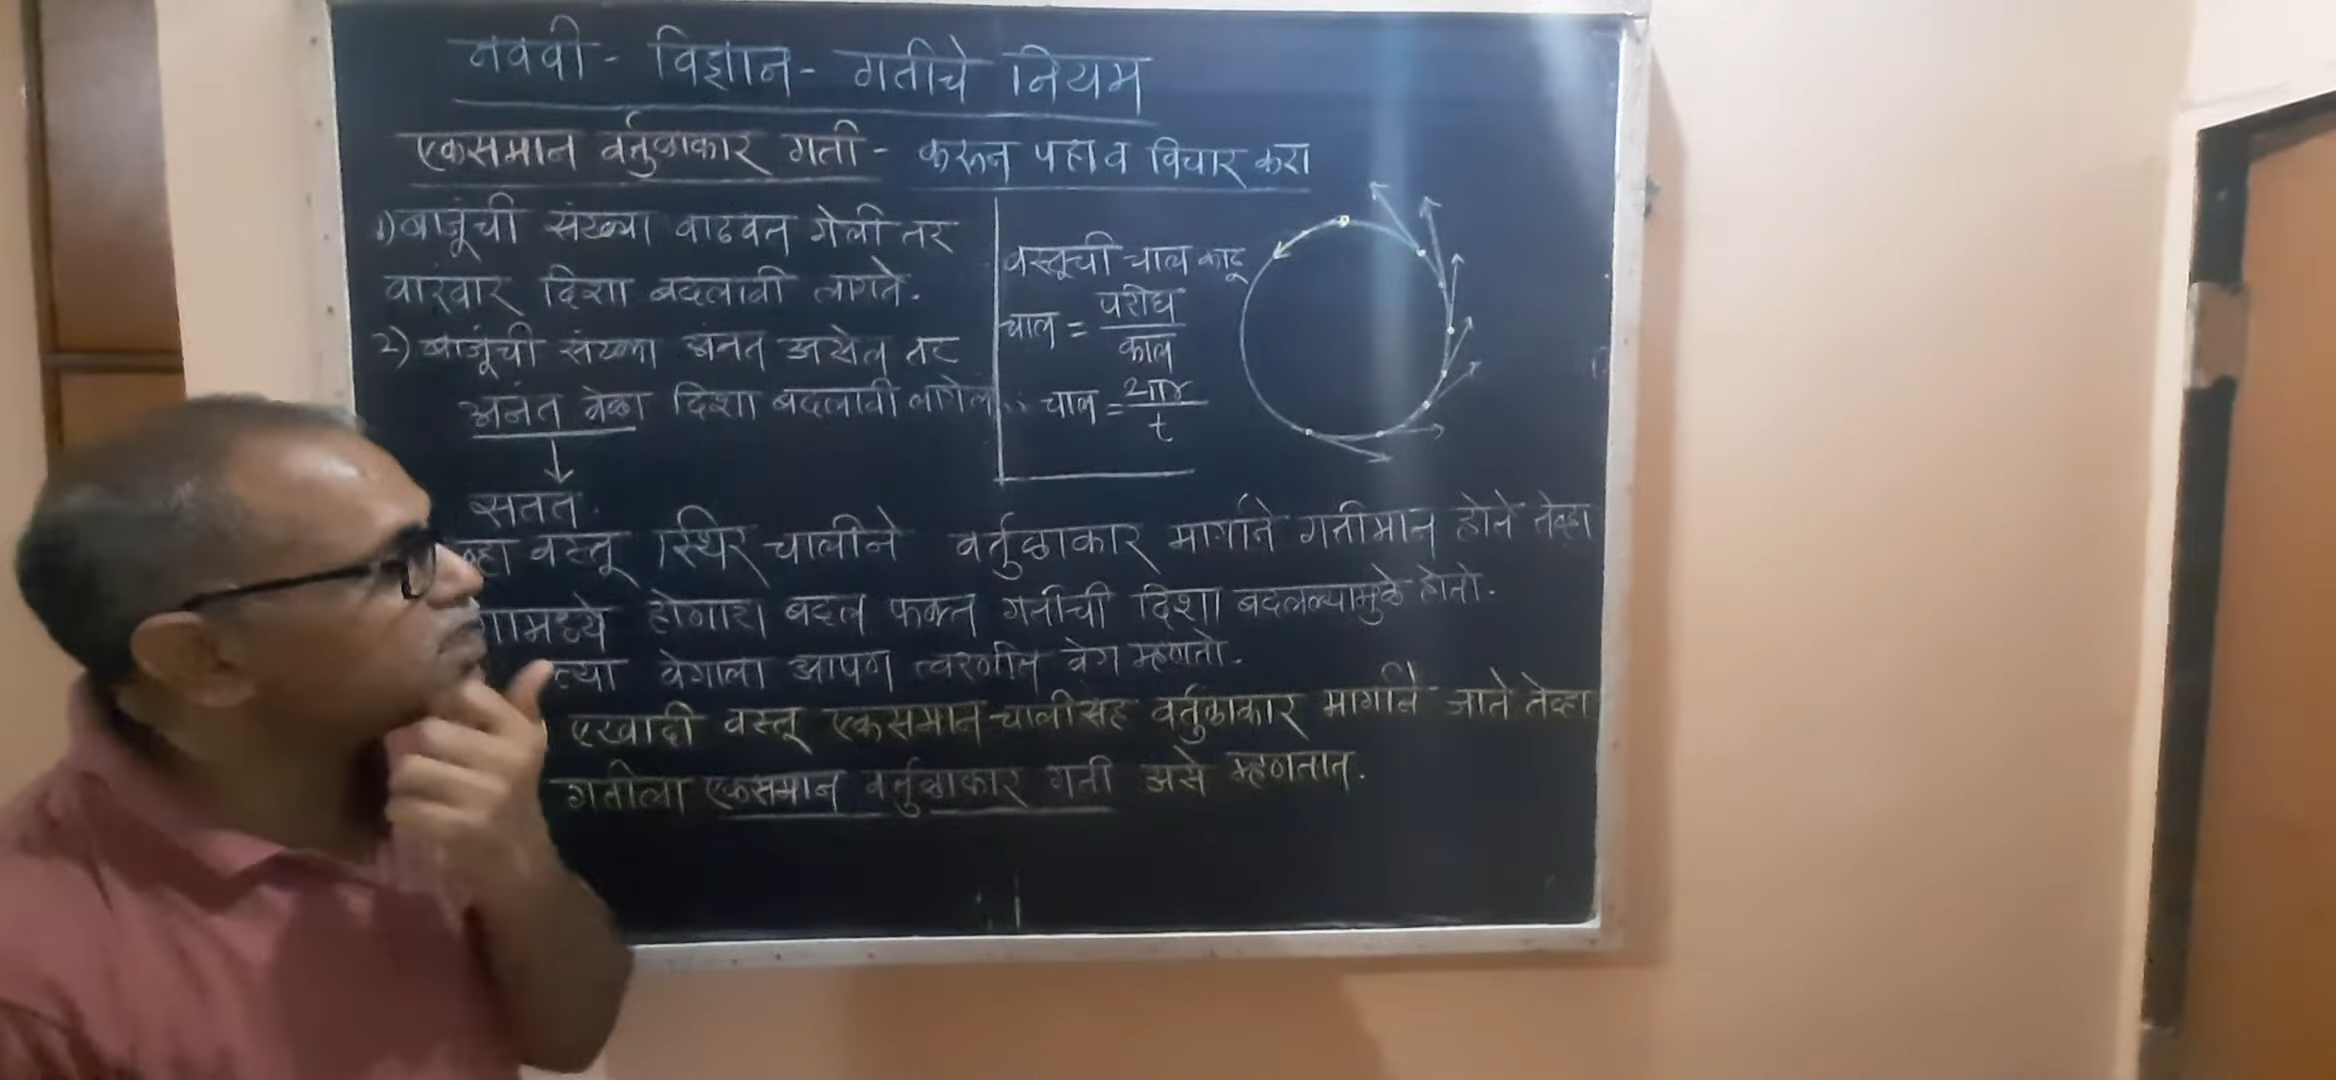 नववी - विज्ञान - गतीचे नियम
एकसमान वर्तुळाकार गती - करून पहा व विचार करा
1) बाजूंची संख्या वाढवत गेली तर
वारंवार दिशा बदलावी लागते.
2) बाजूंची संख्या अनंत असेल तर
अनंत वेळा दिशा बदलावी लागेल
↓
सतत.
वस्तूची चाल काढू
चाल = परीघ / काल
∴ चाल = 2πr / t
व्हा वस्तू स्थिर चालीने वर्तुळाकार मार्गाने गतीमान होते तेव्हा
गामध्ये होणारा बदल फक्त गतीची दिशा बदलल्यामुळे होतो.
त्या वेगाला आपण त्वरणीत वेग म्हणतो.
एखादी वस्तू एकसमान चालीसह वर्तुळाकार मार्गाने जाते तेव्हा
गतीला एकसमान वर्तुळाकार गती असे म्हणतात.